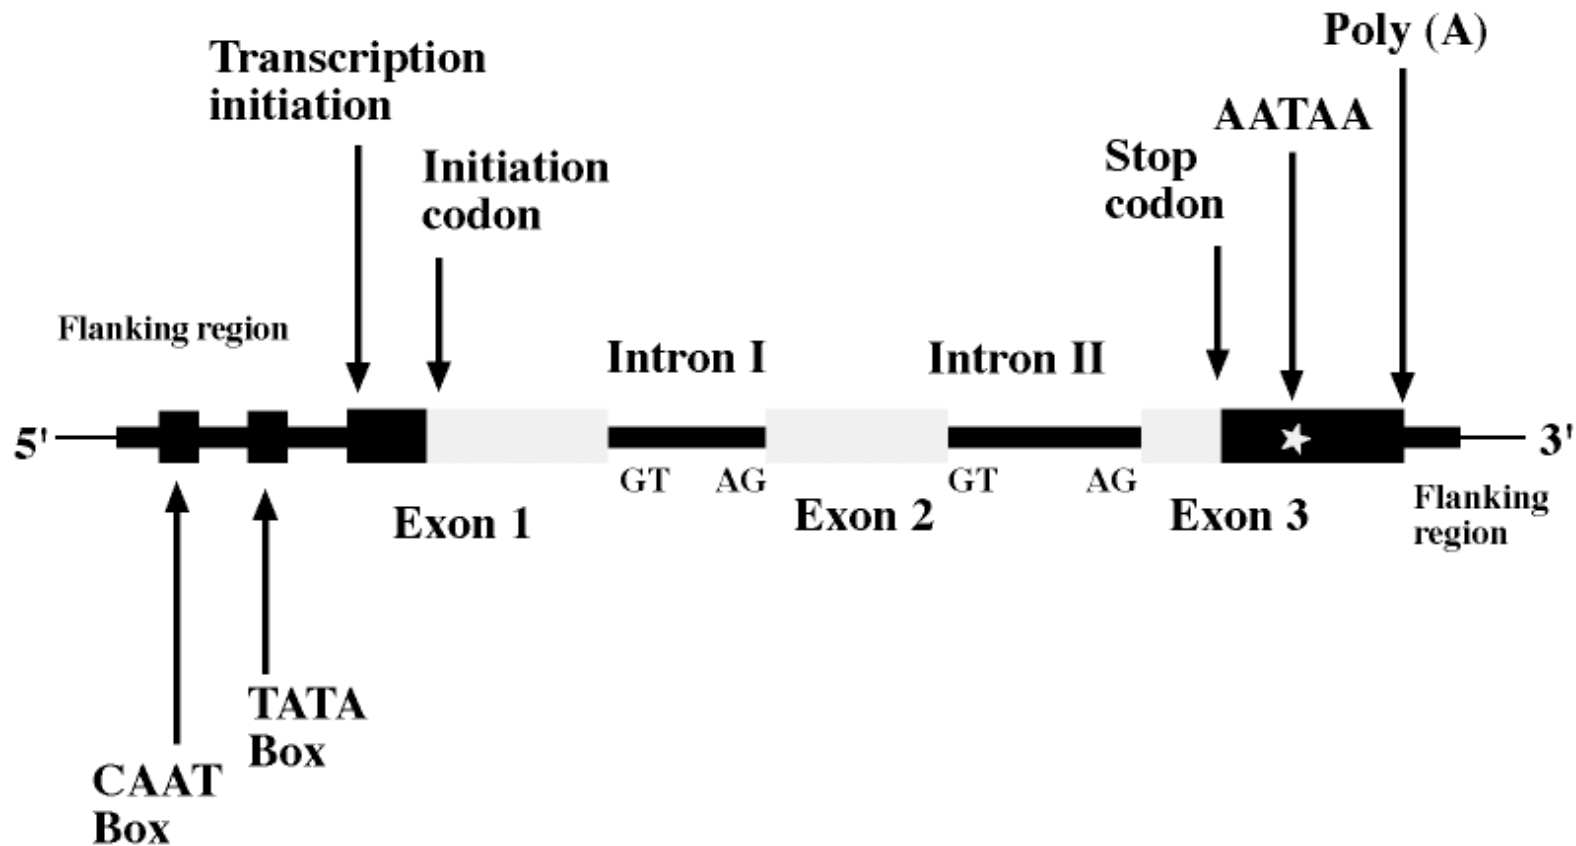 Poly (A)
Transcription
initiation
AATAA
Stop
codon
Initiation
codon
Flanking region
Intron I
Intron II
5'
3'
GT
AG
GT
AG
Exon 1
Exon 2
Exon 3
Flanking
region
TATA
Box
CAAT
Box